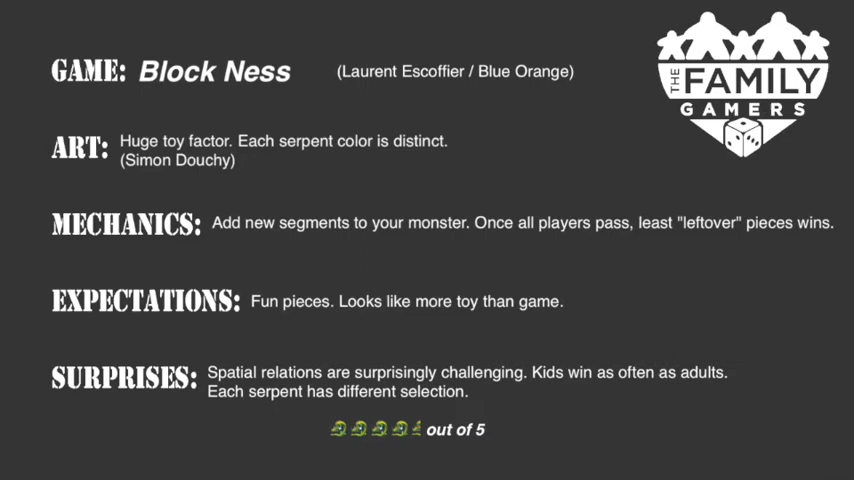 GAME: Block Ness (Laurent Escoffier / Blue Orange)
THE FAMILY GAMERS
ART: Huge toy factor. Each serpent color is distinct.
(Simon Douchy)
MECHANICS: Add new segments to your monster. Once all players pass, least "leftover" pieces wins.
EXPECTATIONS: Fun pieces. Looks like more toy than game.
SURPRISES: Spatial relations are surprisingly challenging. Kids win as often as adults.
Each serpent has different selection.
out of 5